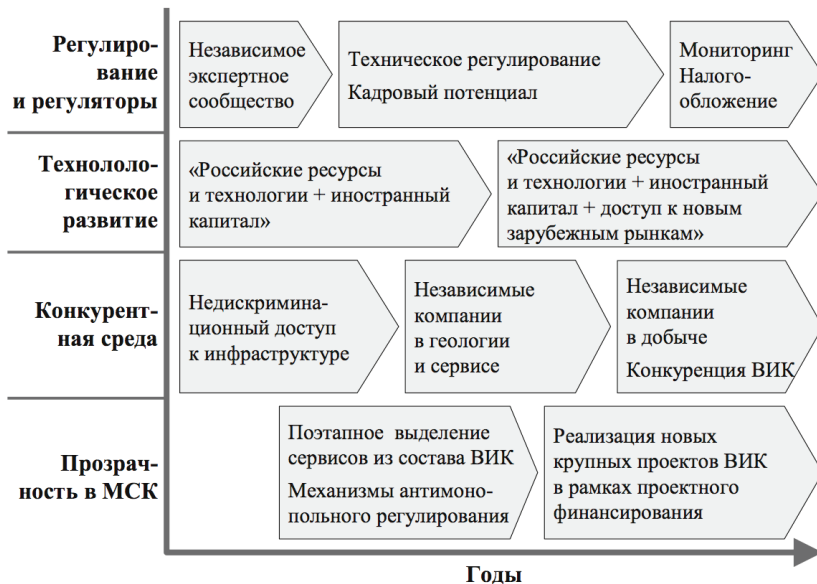 Регулиро-
вание
и регуляторы
Независимое
экспертное
сообщество
Техническое регулирование
Кадровый потенциал
Мониторинг
Налого-
обложение
Технололо-
гическое
развитие
«Российские ресурсы
и технологии + иностранный
капитал»
«Российские ресурсы
и технологии + иностранный
капитал + доступ к новым
зарубежным рынкам»
Конкурент-
ная среда
Недискримина-
ционный доступ
к инфраструктуре
Независимые
компании
в геологии
и сервисе
Независимые
компании
в добыче
Конкуренция ВИК
Прозрач-
ность в МСК
Поэтапное выделение
сервисов из состава ВИК
Механизмы антимоно-
польного регулирования
Реализация новых
крупных проектов ВИК
в рамках проектного
финансирования
Годы